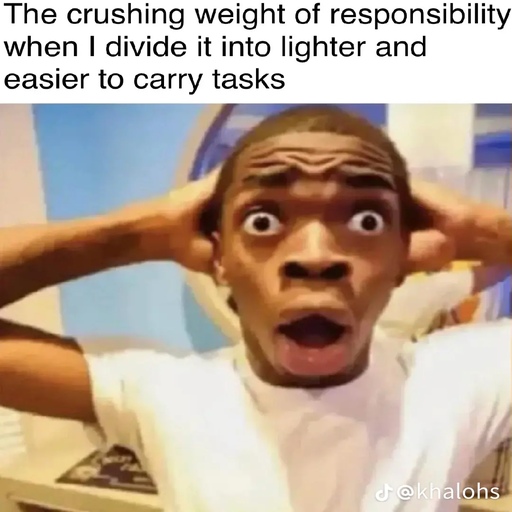 The crushing weight of responsibility
when I divide it into lighter and
easier to carry tasks
@khalohs